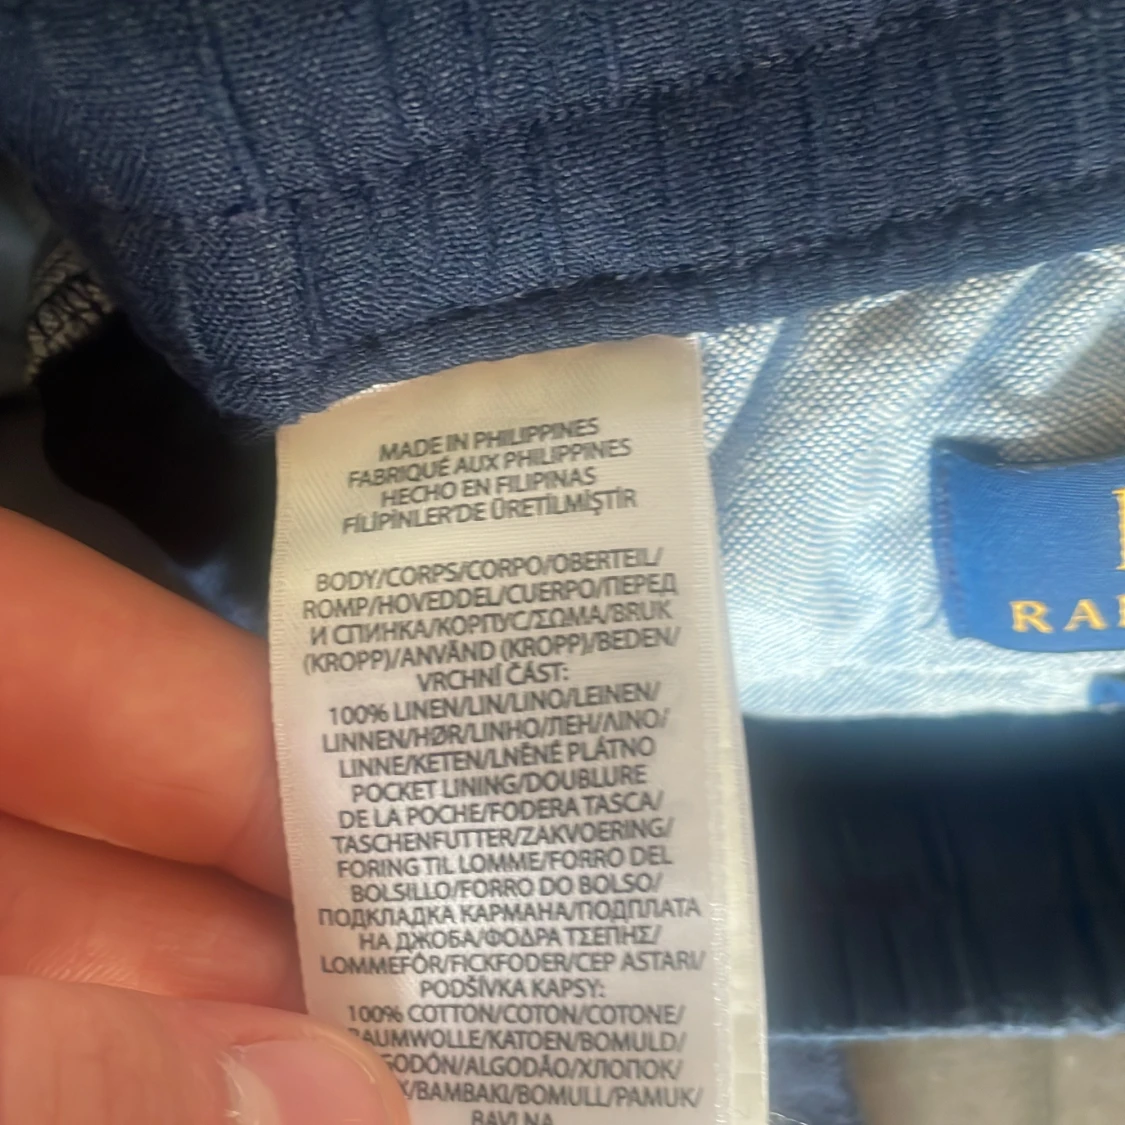 MADE IN PHILIPPINES
FABRIQUÉ AUX PHILIPPINES
HECHO EN FILIPINAS
FİLİPİNLER'DE ÜRETİLMİŞTİR
BODY/CORPS/CORPO/OBERTEIL/
ROMP/HOVEDDEL/CUERPO/ПЕРЕД
И СПИНКА/КОРПУС/ΣΩΜΑ/BRUK
(KROPP)/ANVÄND (KROPP)/BEDEN/
VRCHNÍ ČÁST:
100% LINEN/LIN/LINO/LEINEN/
LINNEN/HØR/LINHO/ЛЕН/ΛΙΝΟ/
LINNE/KETEN/LNĚNÉ PLÁTNO
POCKET LINING/DOUBLURE
DE LA POCHE/FODERA TASCA/
TASCHENFUTTER/ZAKVOERING/
FORING TIL LOMME/FORRO DEL
BOLSILLO/FORRO DO BOLSO/
ПОДКЛАДКА КАРМАНА/ПОДПЛАТА
НА ДЖОБА/ΦΟΔΡΑ ΤΣΕΠΗΣ/
LOMMEFÓR/FICKFODER/CEP ASTARI/
PODŠÍVKA KAPSY:
100% COTTON/COTON/COTONE/
BAUMWOLLE/KATOEN/BOMULD/
GODÓN/ALGODÃO/ХЛОПОК/
/BAMBAKI/BOMULL/PAMUK/
BAVLNA
RA